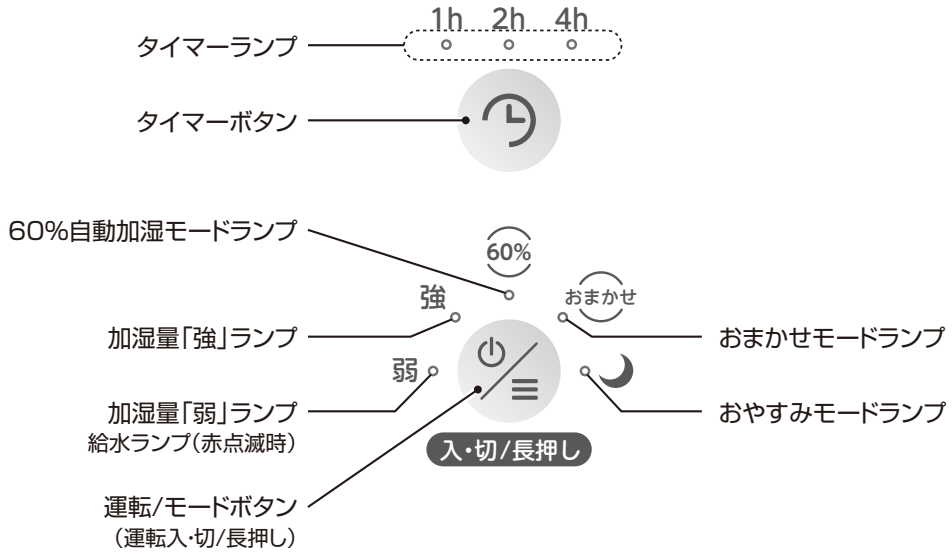 1h 2h 4h
タイマーランプ
タイマーボタン
60%自動加湿モードランプ
60%
強
おまかせ
加湿量「強」ランプ
おまかせモードランプ
弱
加湿量「弱」ランプ
給水ランプ(赤点滅時)
おやすみモードランプ
入・切/長押し
運転/モードボタン
(運転入・切/長押し)